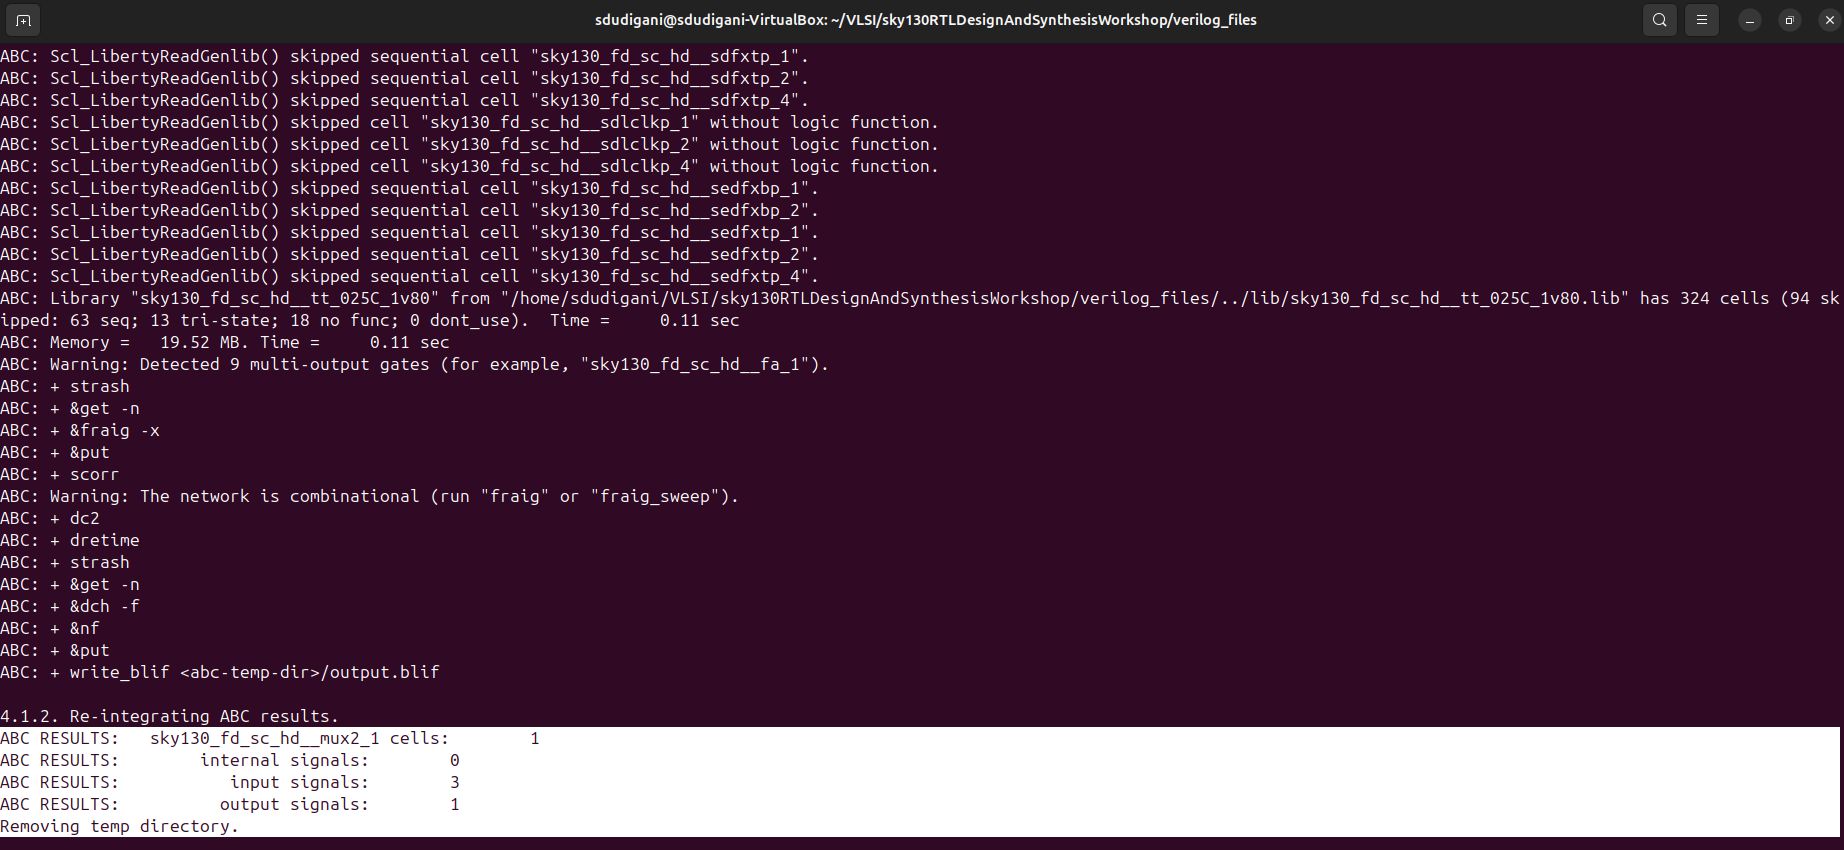 sdudigani@sdudigani-VirtualBox: ~/VLSI/sky130RTLDesignAndSynthesisWorkshop/verilog_files
ABC: Scl_LibertyReadGenlib() skipped sequential cell "sky130_fd_sc_hd__sdfxtp_1".
ABC: Scl_LibertyReadGenlib() skipped sequential cell "sky130_fd_sc_hd__sdfxtp_2".
ABC: Scl_LibertyReadGenlib() skipped sequential cell "sky130_fd_sc_hd__sdfxtp_4".
ABC: Scl_LibertyReadGenlib() skipped cell "sky130_fd_sc_hd__sdlclkp_1" without logic function.
ABC: Scl_LibertyReadGenlib() skipped cell "sky130_fd_sc_hd__sdlclkp_2" without logic function.
ABC: Scl_LibertyReadGenlib() skipped cell "sky130_fd_sc_hd__sdlclkp_4" without logic function.
ABC: Scl_LibertyReadGenlib() skipped sequential cell "sky130_fd_sc_hd__sedfxbp_1".
ABC: Scl_LibertyReadGenlib() skipped sequential cell "sky130_fd_sc_hd__sedfxbp_2".
ABC: Scl_LibertyReadGenlib() skipped sequential cell "sky130_fd_sc_hd__sedfxtp_1".
ABC: Scl_LibertyReadGenlib() skipped sequential cell "sky130_fd_sc_hd__sedfxtp_2".
ABC: Scl_LibertyReadGenlib() skipped sequential cell "sky130_fd_sc_hd__sedfxtp_4".
ABC: Library "sky130_fd_sc_hd__tt_025C_1v80" from "/home/sdudigani/VLSI/sky130RTLDesignAndSynthesisWorkshop/verilog_files/../lib/sky130_fd_sc_hd__tt_025C_1v80.lib" has 324 cells (94 sk
ipped: 63 seq; 13 tri-state; 18 no func; 0 dont_use).  Time =     0.11 sec
ABC: Memory =   19.52 MB. Time =     0.11 sec
ABC: Warning: Detected 9 multi-output gates (for example, "sky130_fd_sc_hd__fa_1").
ABC: + strash
ABC: + &get -n
ABC: + &fraig -x
ABC: + &put
ABC: + scorr
ABC: Warning: The network is combinational (run "fraig" or "fraig_sweep").
ABC: + dc2
ABC: + dretime
ABC: + strash
ABC: + &get -n
ABC: + &dch -f
ABC: + &nf
ABC: + &put
ABC: + write_blif <abc-temp-dir>/output.blif
4.1.2. Re-integrating ABC results.
ABC RESULTS:   sky130_fd_sc_hd__mux2_1 cells:        1
ABC RESULTS:        internal signals:        0
ABC RESULTS:           input signals:        3
ABC RESULTS:          output signals:        1
Removing temp directory.